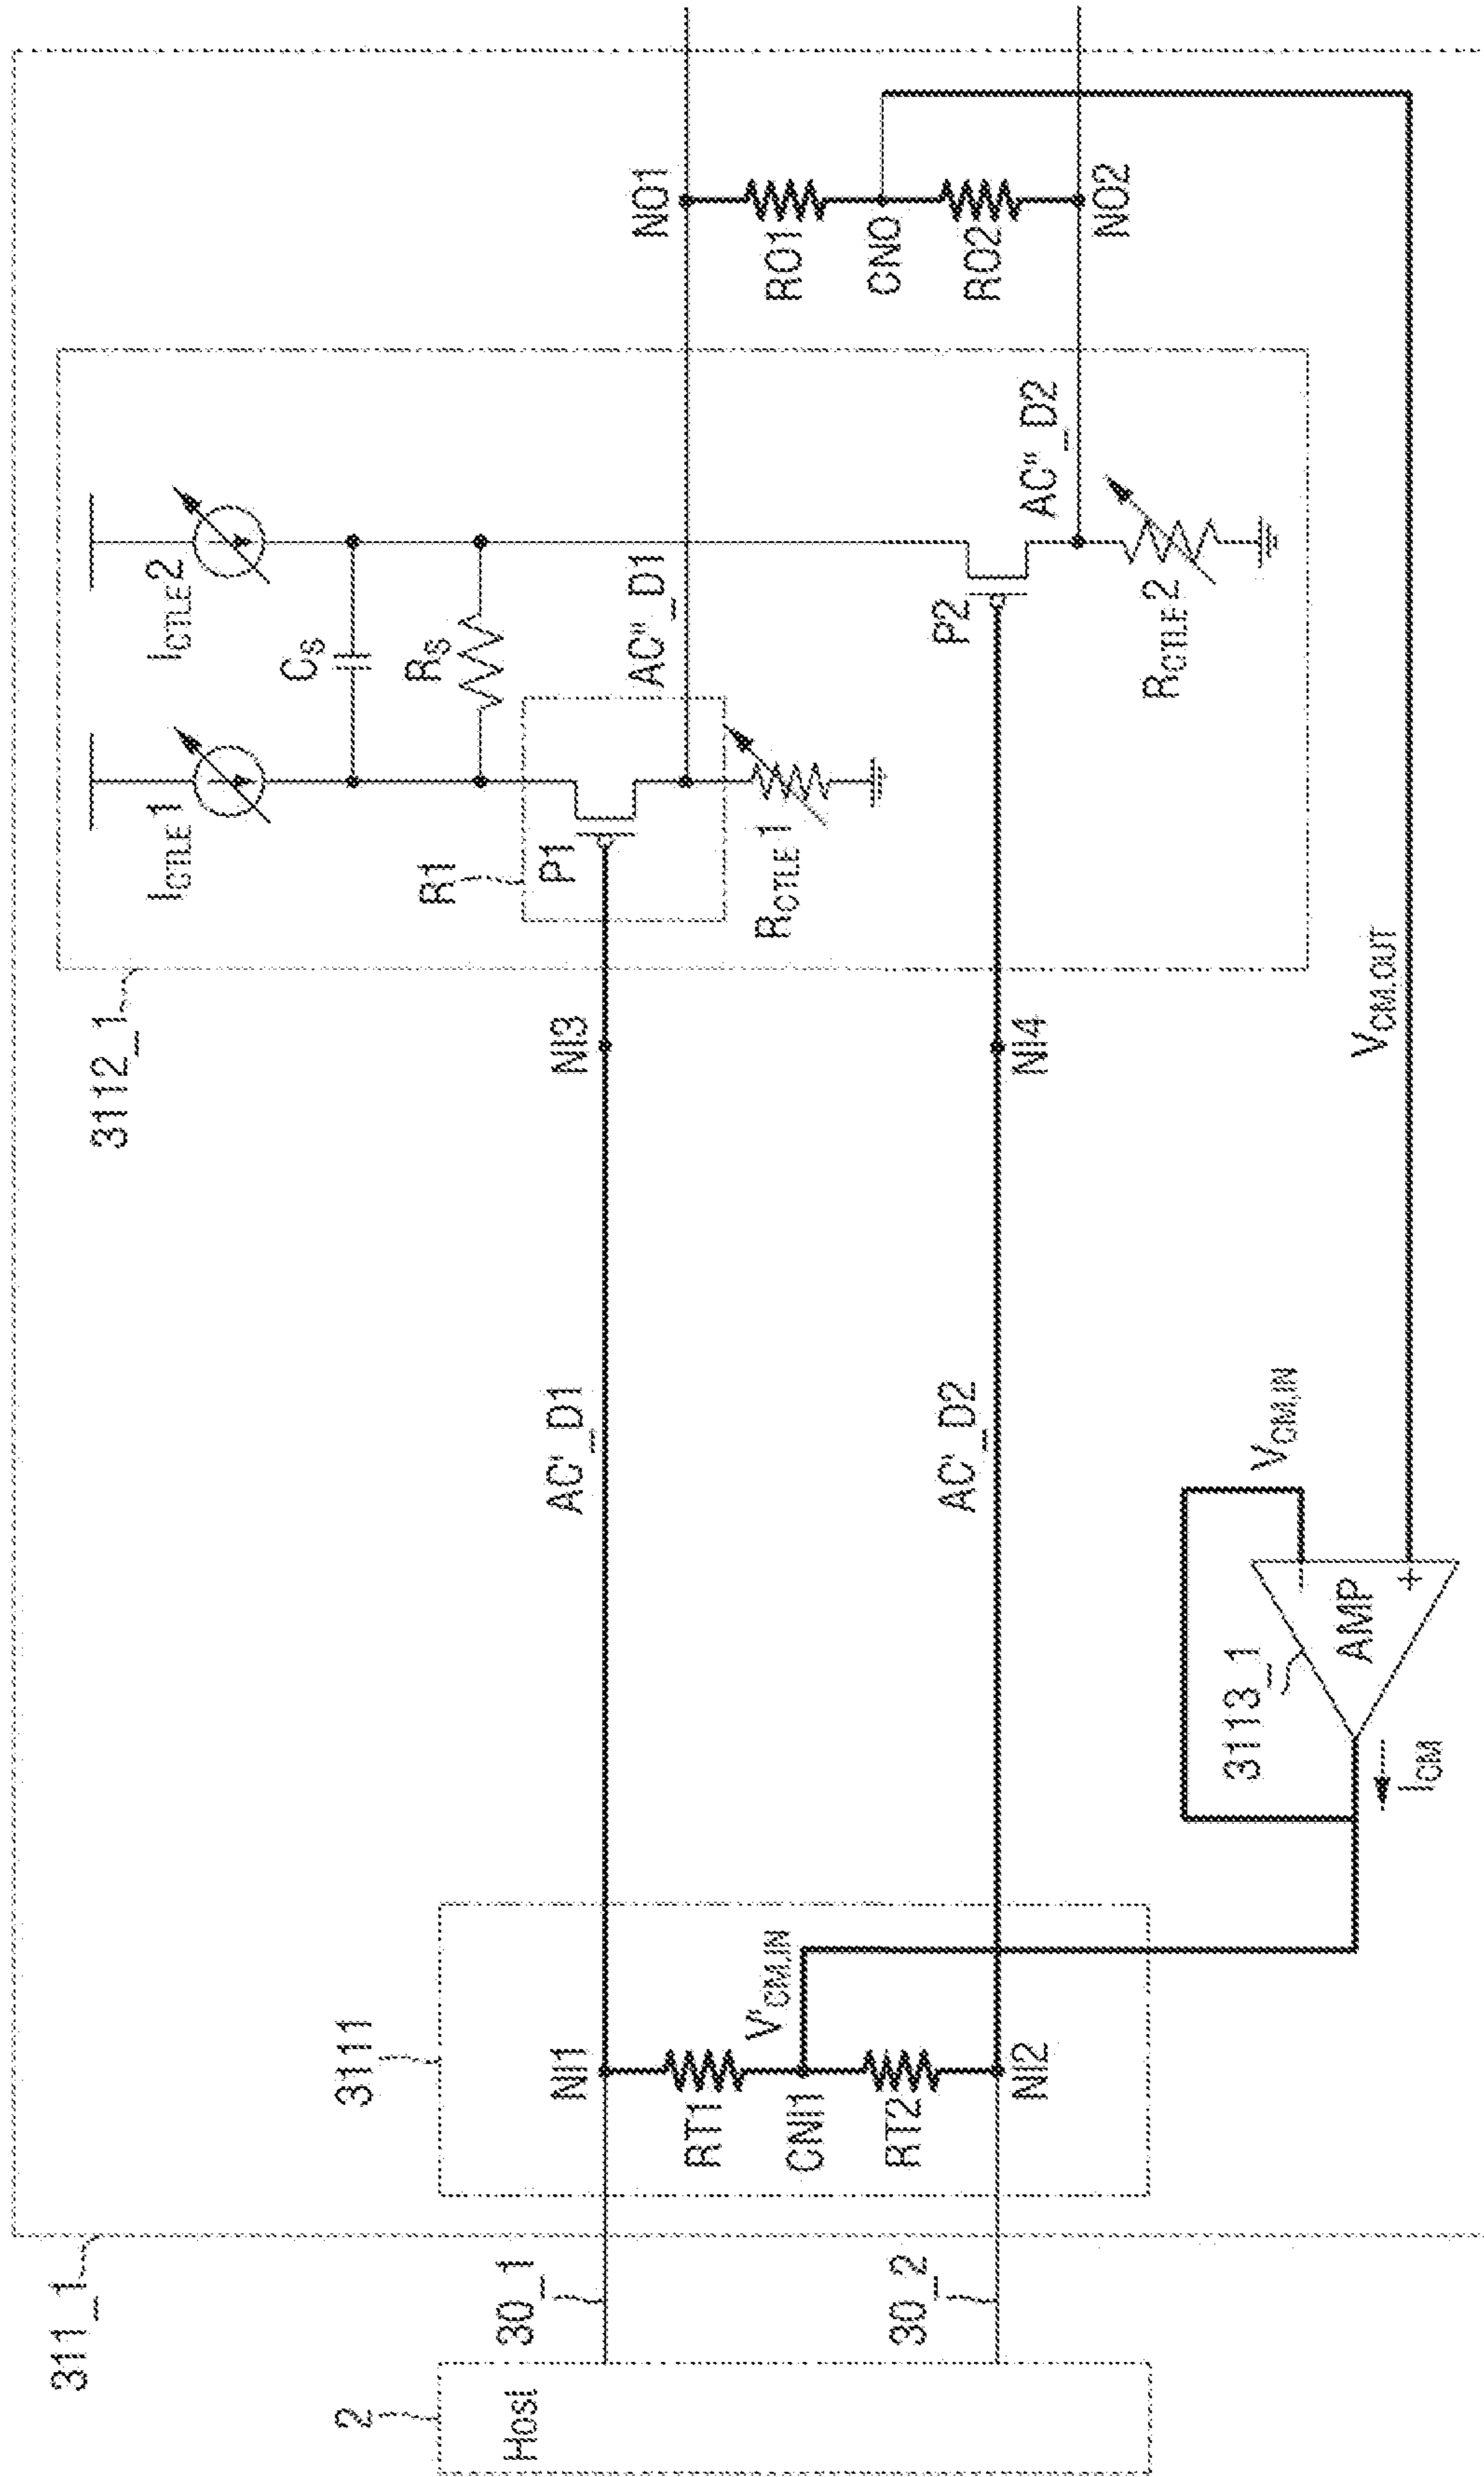 311_1
2
Host
30_1
30_2
3111
NI1
RT1
CNI1
V'CM,IN
RT2
NI2
AC'_D1
AC'_D2
3113_1
AMP
-
+
ICM
VCM,IN
VCM,OUT
3112_1
NI3
NI4
ICTLE1
ICTLE2
CS
RS
R1
P1
AC"_D1
RCTLE1
P2
AC"_D2
RCTLE2
NO1
RO1
CNO
RO2
NO2